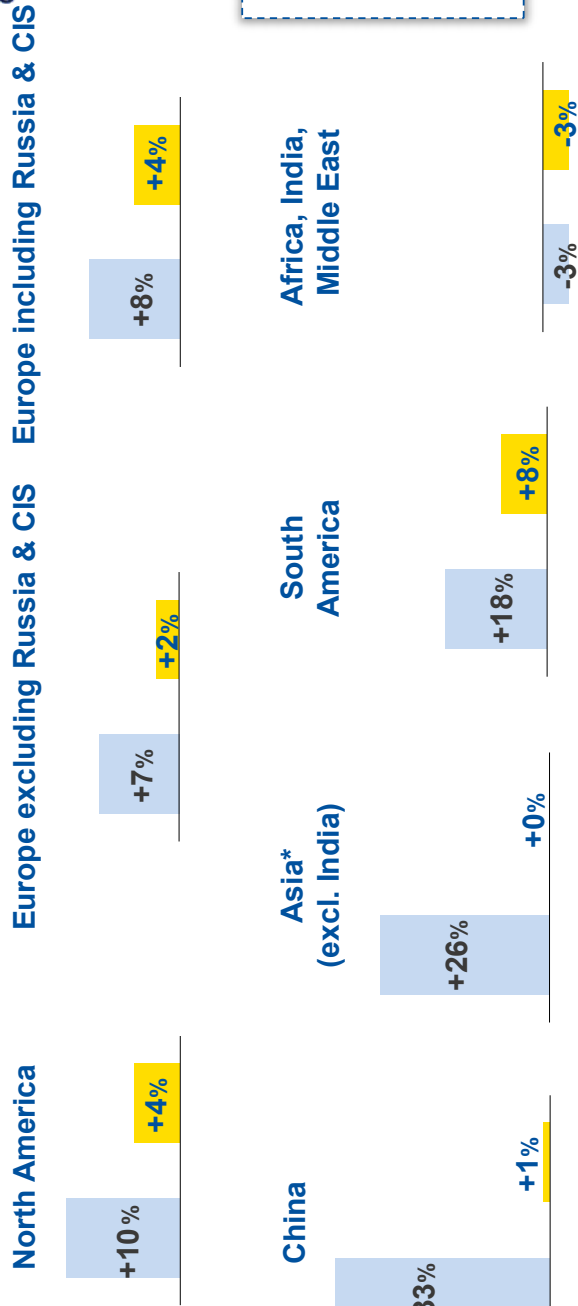 North America
+10%
+4%
Europe excluding Russia & CIS
+7%
+2%
Europe including Russia & CIS
+8%
+4%
China
+1%
Asia*
(excl. India)
+26%
+0%
South
America
+18%
+8%
Africa, India,
Middle East
-3%
-3%